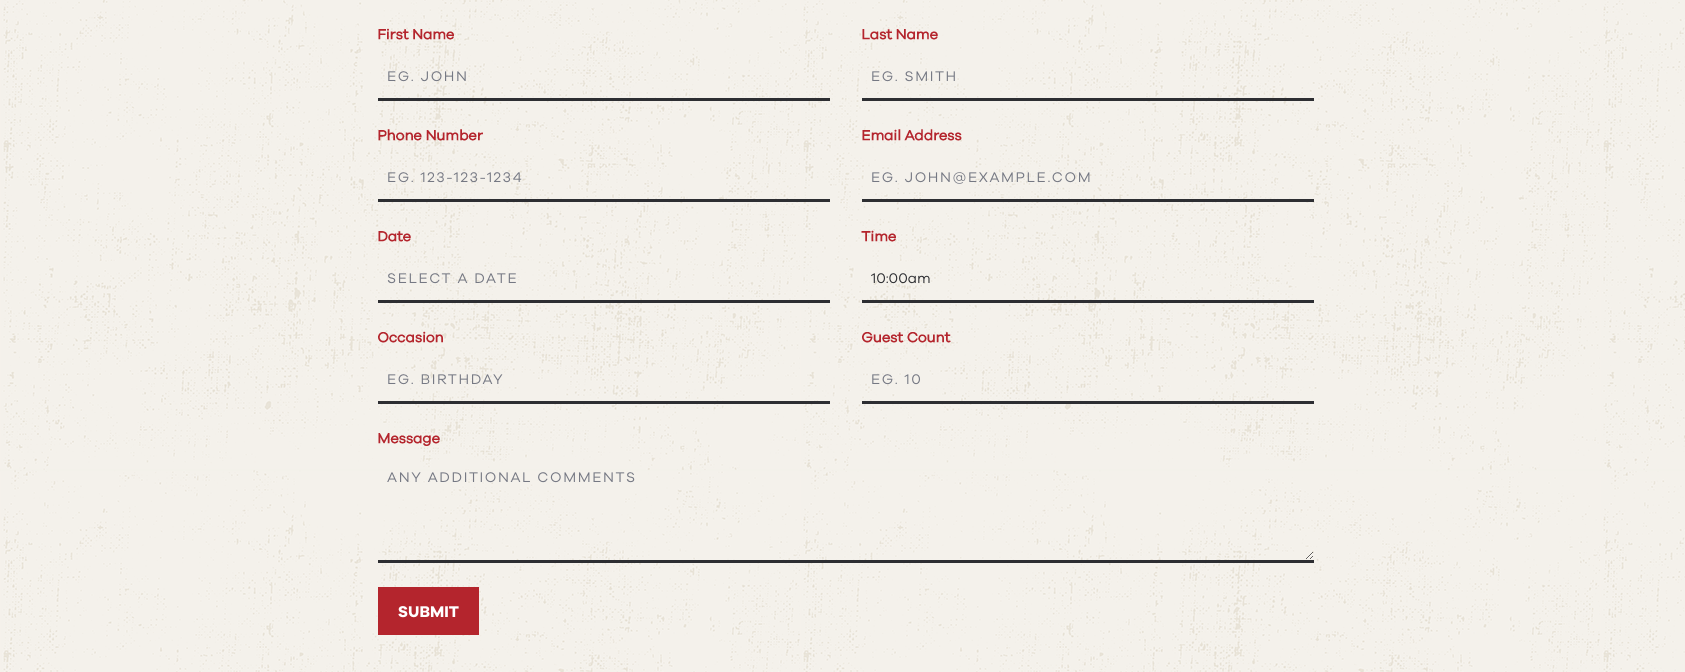 First Name
Last Name
EG. JOHN
EG. SMITH
Phone Number
Email Address
EG. 123-123-1234
EG. JOHN@EXAMPLE.COM
Date
Time
SELECT A DATE
10:00am
Occasion
Guest Count
EG. BIRTHDAY
EG. 10
Message
ANY ADDITIONAL COMMENTS
SUBMIT